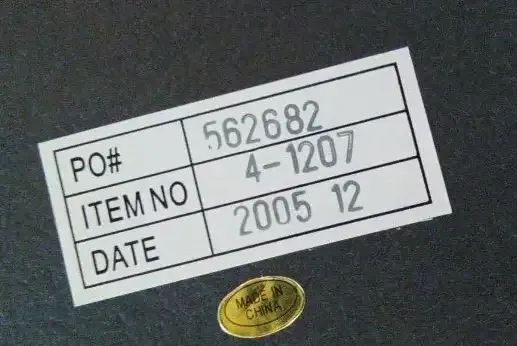 PO# 562682
ITEM NO 4-1207
DATE 2005 12
MADE IN
CHINA